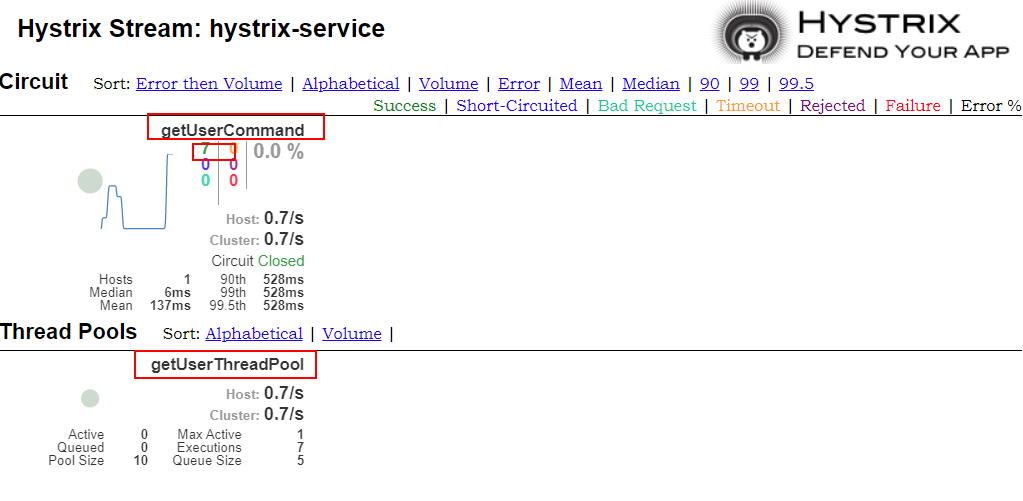 Hystrix Stream: hystrix-service
HYSTRIX
DEFEND YOUR APP
Circuit Sort: Error then Volume | Alphabetical | Volume | Error | Mean | Median | 90 | 99 | 99.5
Success | Short-Circuited | Bad Request | Timeout | Rejected | Failure | Error %
getUserCommand
7 0 0.0 %
0 0
0 0
Host: 0.7/s
Cluster: 0.7/s
Circuit Closed
Hosts 1 90th 528ms
Median 6ms 99th 528ms
Mean 137ms 99.5th 528ms
Thread Pools Sort: Alphabetical | Volume |
getUserThreadPool
Host: 0.7/s
Cluster: 0.7/s
Active 0 Max Active 1
Queued 0 Executions 7
Pool Size 10 Queue Size 5